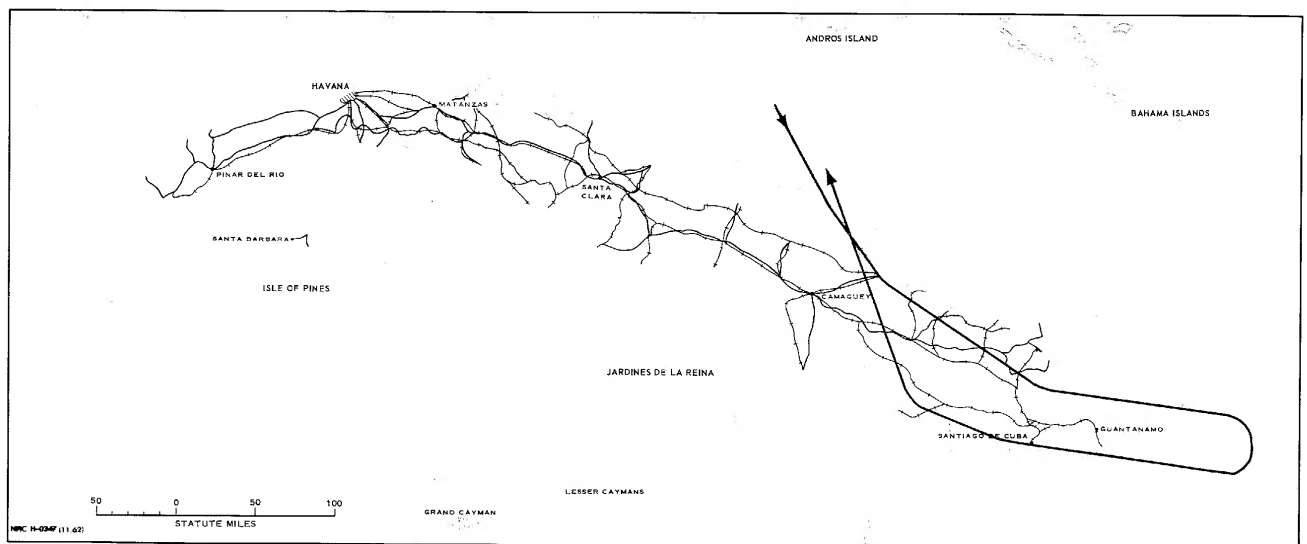 ANDROS ISLAND
HAVANA
MATANZAS
BAHAMA ISLANDS
PINAR DEL RIO
SANTA
CLARA
SANTA BARBARA
ISLE OF PINES
CAMAGUEY
JARDINES DE LA REINA
GUANTANAMO
SANTIAGO DE CUBA
LESSER CAYMANS
50 0 50 100
GRAND CAYMAN
STATUTE MILES
NPIC H-0347 (11.62)